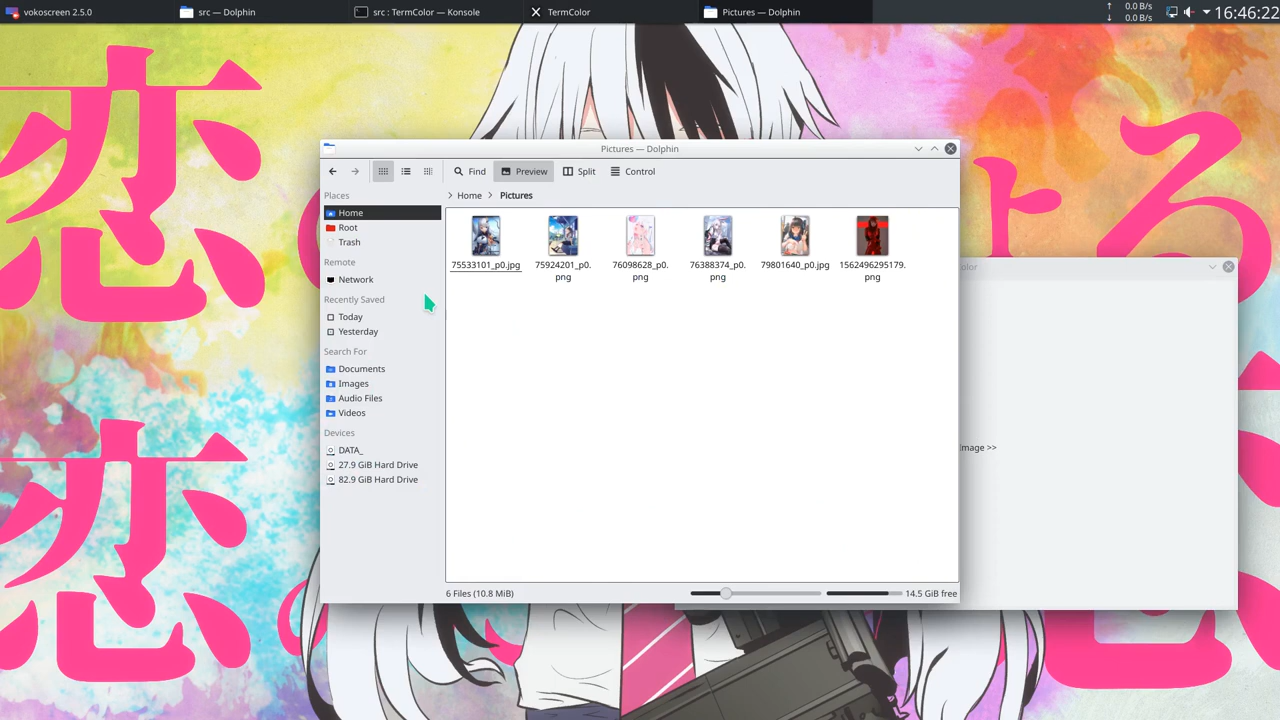 vokoscreen 2.5.0
src — Dolphin
src : TermColor — Konsole
TermColor
Pictures — Dolphin
↑ 0.0 B/s
↓ 0.0 B/s
16:46:22
Pictures — Dolphin
Find
Preview
Split
Control
Home
Pictures
Places
Home
Root
Trash
Remote
Network
Recently Saved
Today
Yesterday
Search For
Documents
Images
Audio Files
Videos
Devices
DATA_
27.9 GiB Hard Drive
82.9 GiB Hard Drive
75533101_p0.jpg
75924201_p0.
png
76098628_p0.
png
76388374_p0.
png
79801640_p0.jpg
1562496295179.
png
6 Files (10.8 MiB)
14.5 GiB free
olor
image >>
恋
よろ
恋